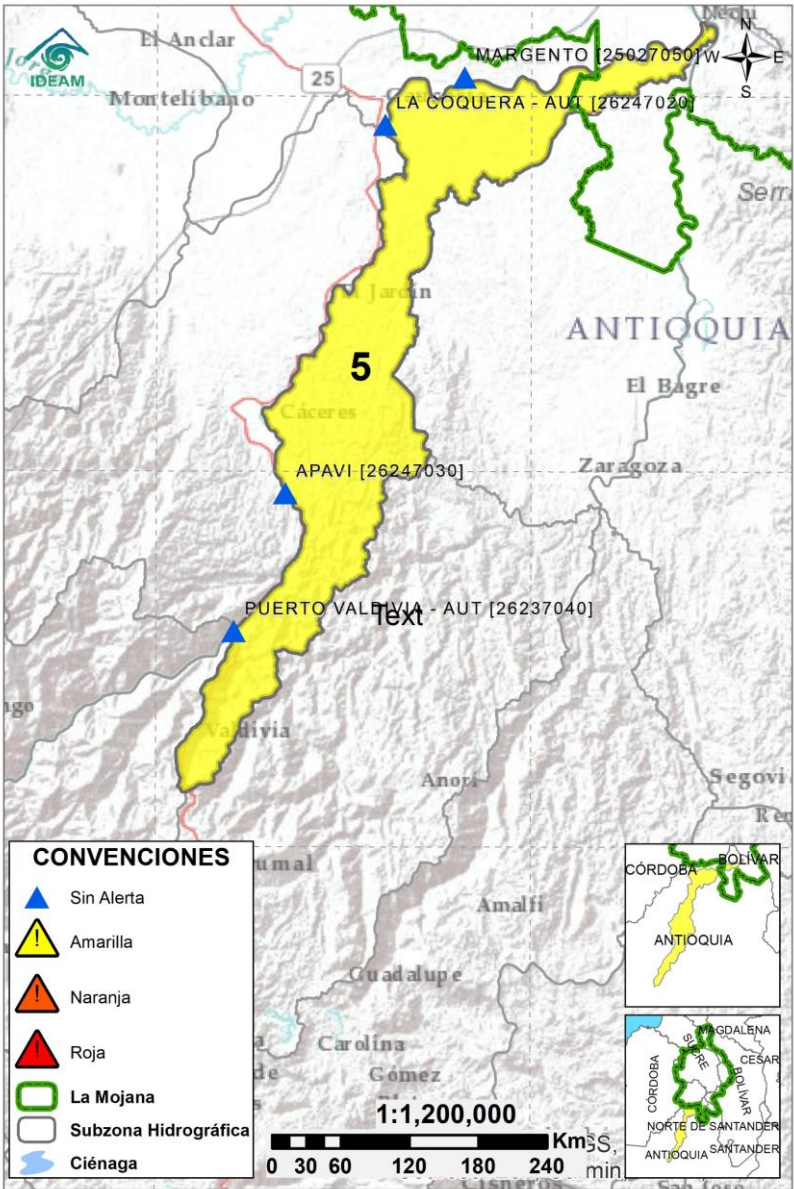 Nechí
N
W E
S
El Anclar
IDEAM
MARGENTO [25027050]
25
Montelíbano
LA COQUERA - AUT [26247020]
El Jardín
ANTIOQUIA
5
El Bagre
Cáceres
Zaragoza
APAVI [26247030]
PUERTO VALDIVIA - AUT [26237040]
Text
Valdivia
Anorí
CONVENCIONES
Sin Alerta
! Amarilla
! Naranja
! Roja
La Mojana
Subzona Hidrográfica
Ciénaga
Amalfi
Guadalupe
Carolina
Gómez
1:1,200,000
Km
0 30 60 120 180 240
BOLÍVAR
CÓRDOBA
ANTIOQUIA
MAGDALENA
SUCRE
CESAR
CÓRDOBA
BOLÍVAR
NORTE DE SANTANDER
ANTIOQUIA
SANTANDER